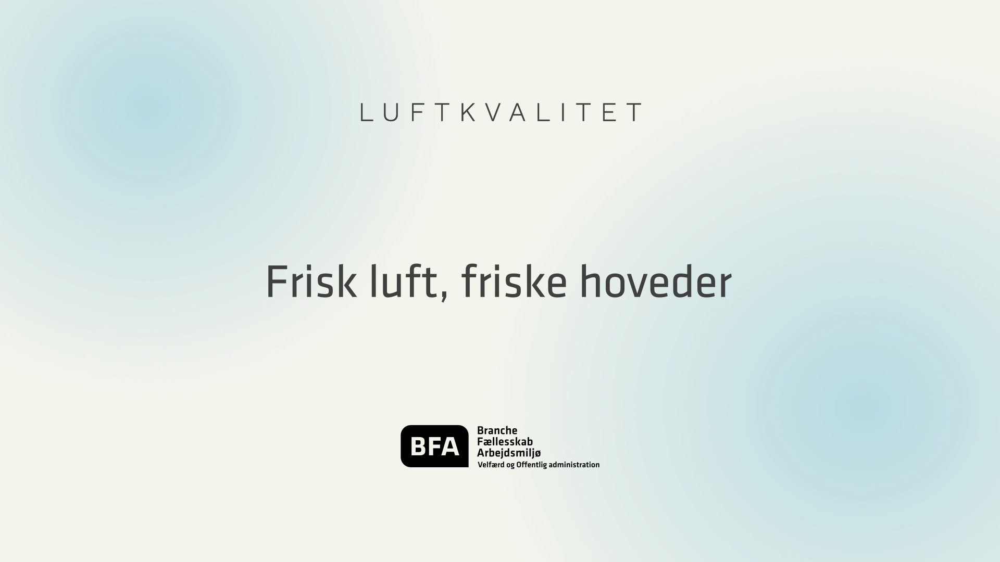 LUFTKVALITET
Frisk luft, friske hoveder
BFA
Branche
Fællesskab
Arbejdsmiljø
Velfærd og Offentlig administration